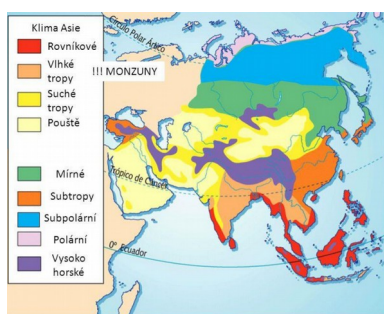 Klima Asie
Rovníkové
Vlhké
tropy
Suché
tropy
Pouště
Mírné
Subtropy
Subpolární
Polární
Vysoko
horské
!!! MONZUNY
Círculo Polar Ártico
Trópico de Cáncer
0º Ecuador